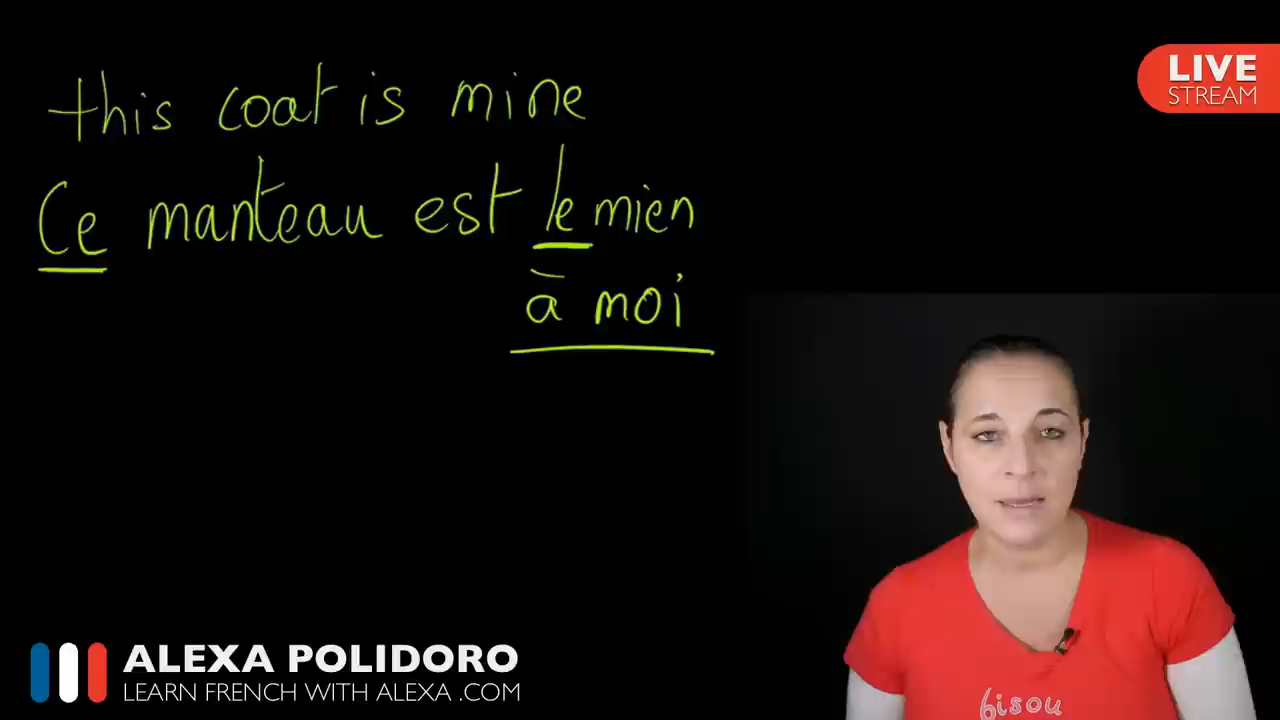 this coat is mine
Ce manteau est le mien
à moi
LIVE
STREAM
bisou
ALEXA POLIDORO
LEARN FRENCH WITH ALEXA .COM